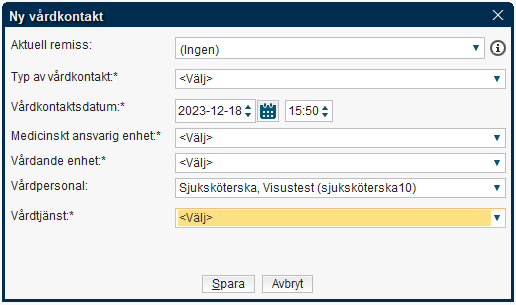 Ny vårdkontakt
Aktuell remiss: (Ingen)
Typ av vårdkontakt:* <Välj>
Vårdkontaktsdatum:* 2023-12-18 15:50
Medicinskt ansvarig enhet:* <Välj>
Vårdande enhet:* <Välj>
Vårdpersonal: Sjuksköterska, Visustest (sjuksköterska10)
Vårdtjänst:* <Välj>
Spara Avbryt